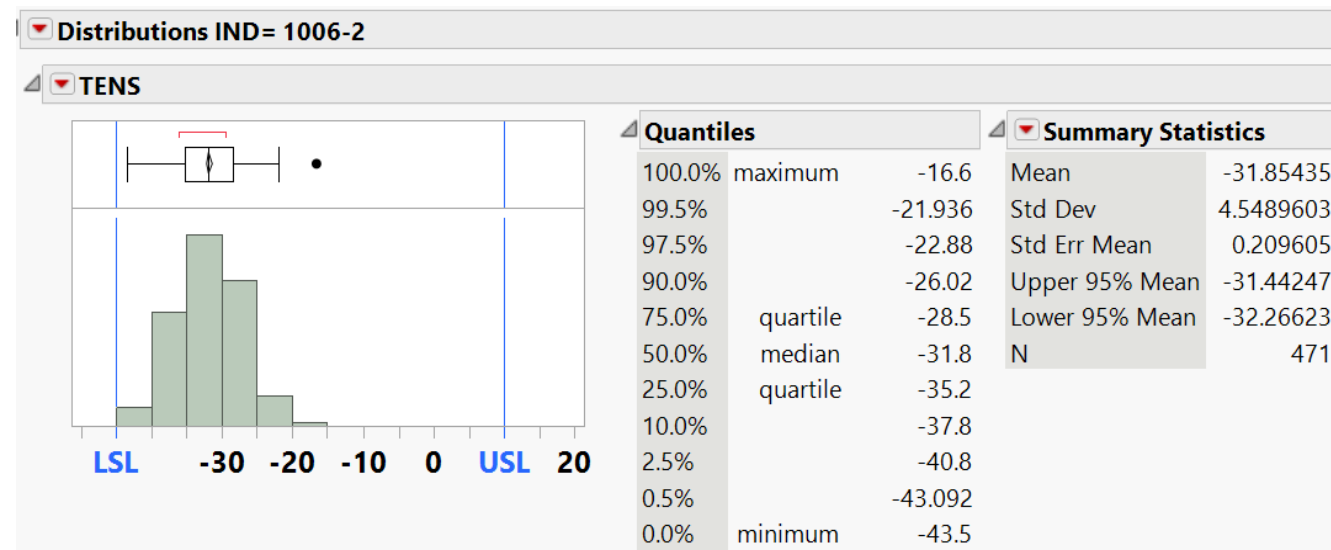 Distributions IND= 1006-2
TENS
LSL -30 -20 -10 0 USL 20
Quantiles
100.0% maximum -16.6
99.5% -21.936
97.5% -22.88
90.0% -26.02
75.0% quartile -28.5
50.0% median -31.8
25.0% quartile -35.2
10.0% -37.8
2.5% -40.8
0.5% -43.092
0.0% minimum -43.5
Summary Statistics
Mean -31.85435
Std Dev 4.5489603
Std Err Mean 0.209605
Upper 95% Mean -31.44247
Lower 95% Mean -32.26623
N 471